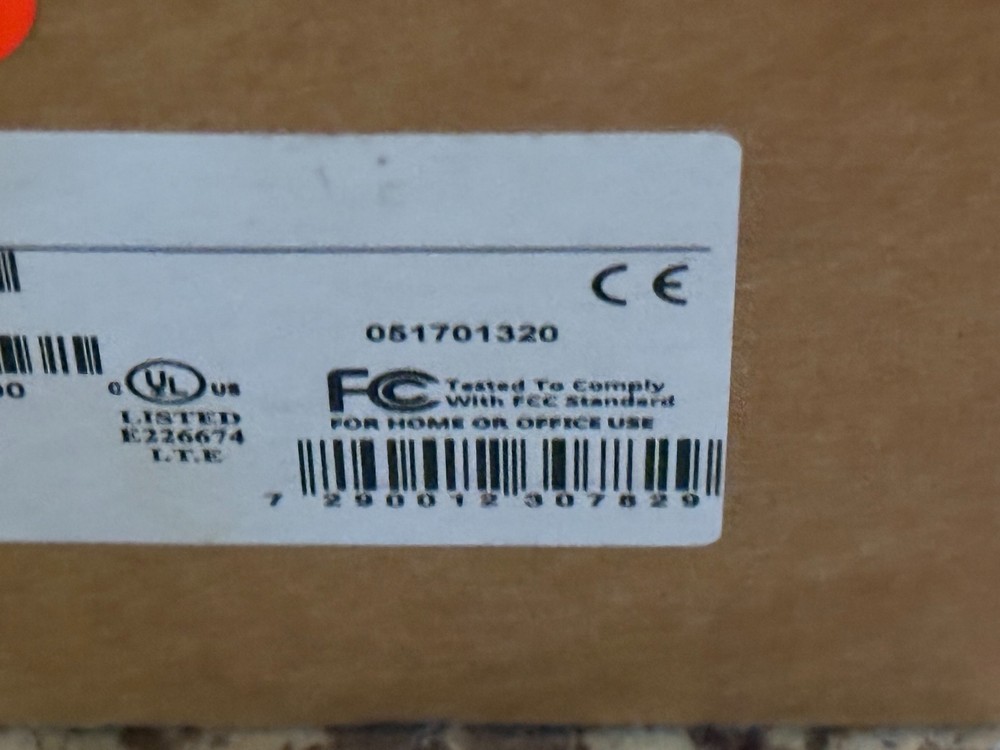 CE
051701320
C UL US
LISTED
E226674
I.T.E
FC Tested To Comply
With FCC Standard
FOR HOME OR OFFICE USE
7 290012 307829